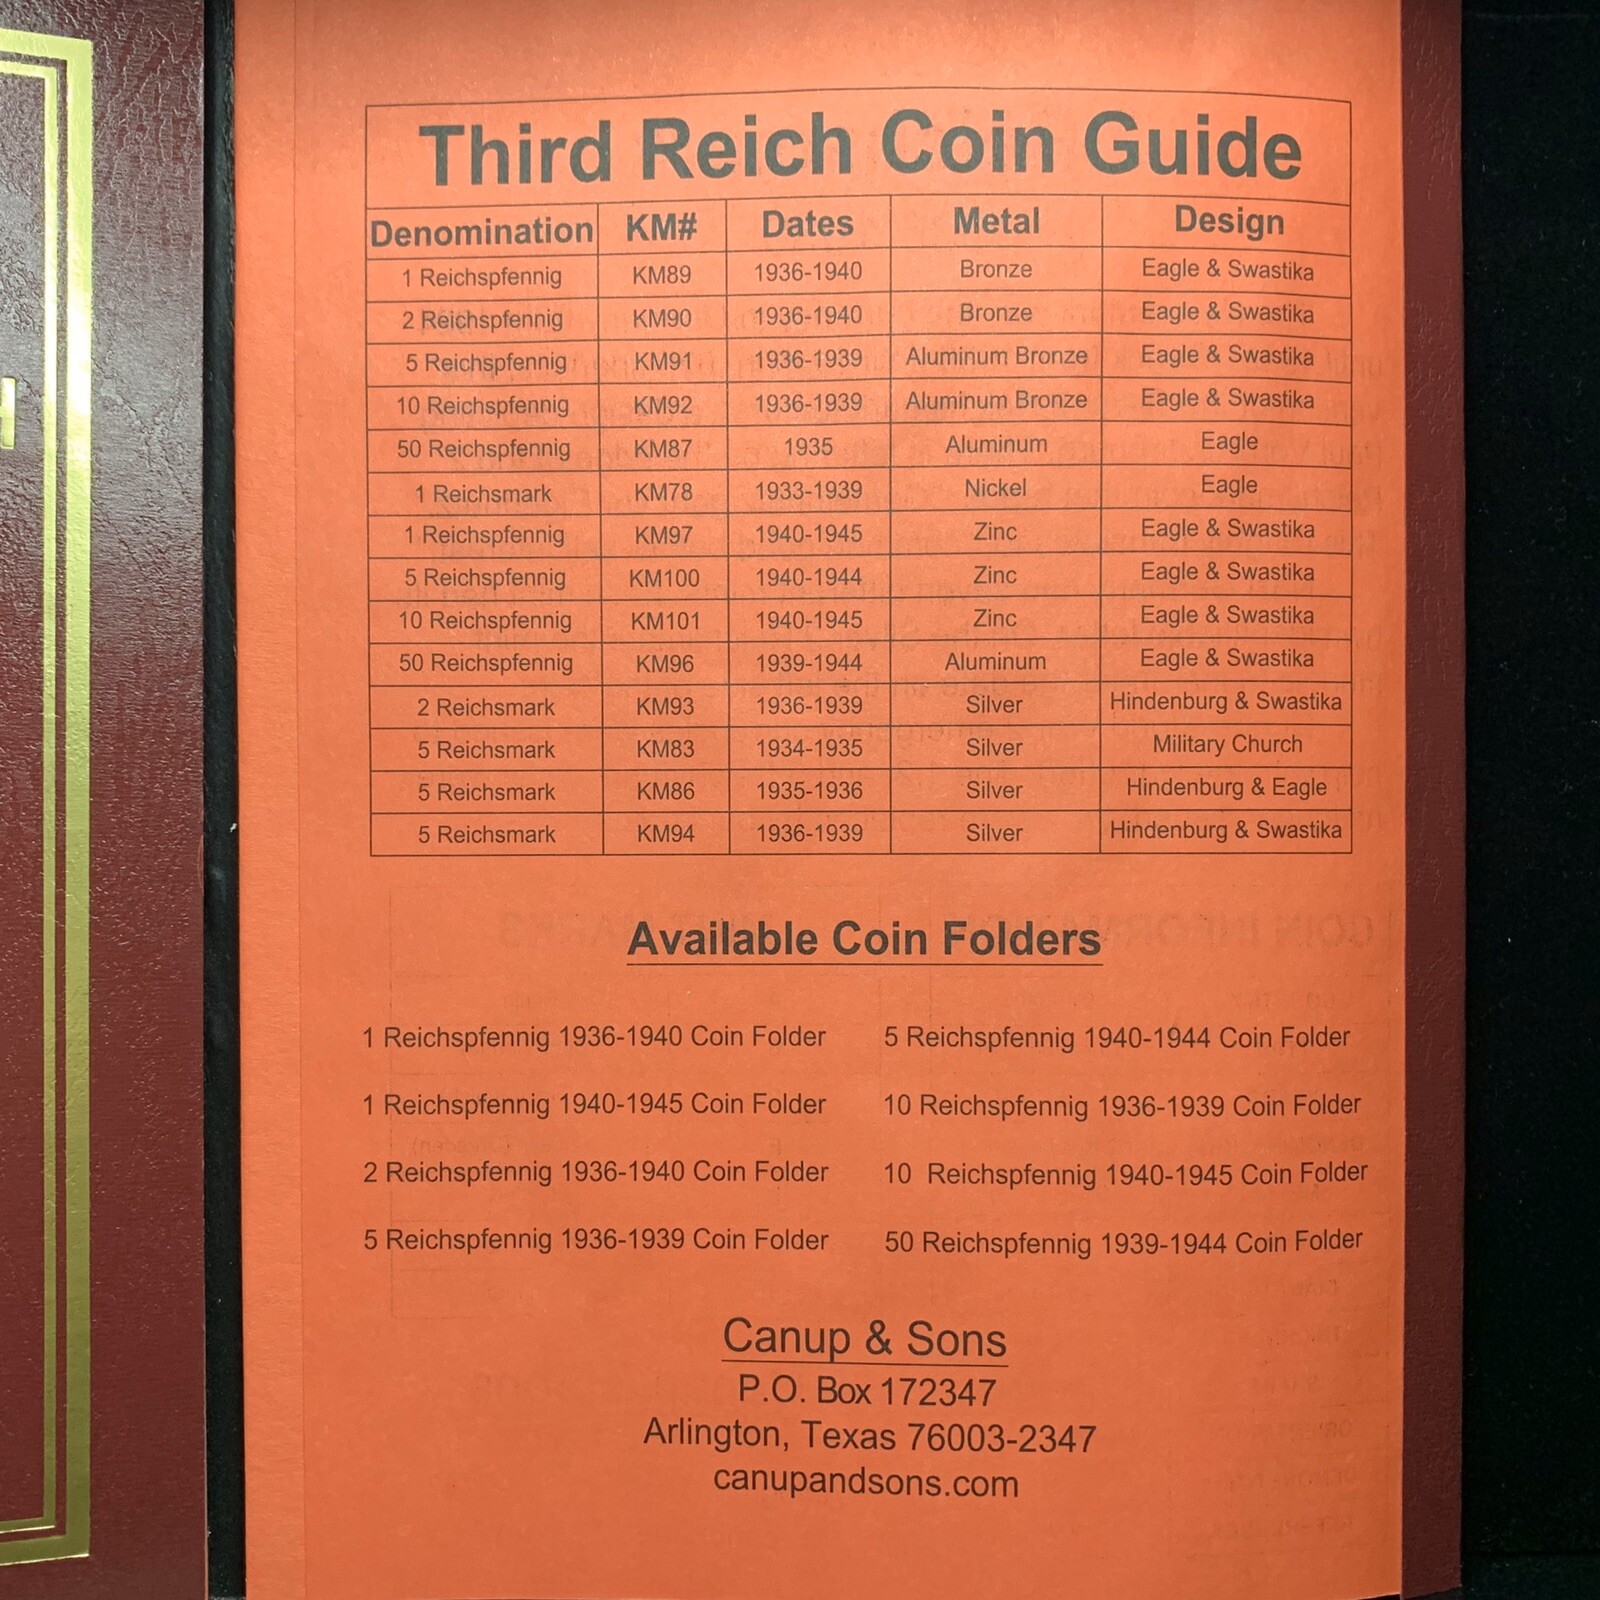 Third Reich Coin Guide
Denomination KM# Dates Metal Design
1 Reichspfennig KM89 1936-1940 Bronze Eagle & Swastika
2 Reichspfennig KM90 1936-1940 Bronze Eagle & Swastika
5 Reichspfennig KM91 1936-1939 Aluminum Bronze Eagle & Swastika
10 Reichspfennig KM92 1936-1939 Aluminum Bronze Eagle & Swastika
50 Reichspfennig KM87 1935 Aluminum Eagle
1 Reichsmark KM78 1933-1939 Nickel Eagle
1 Reichspfennig KM97 1940-1945 Zinc Eagle & Swastika
5 Reichspfennig KM100 1940-1944 Zinc Eagle & Swastika
10 Reichspfennig KM101 1940-1945 Zinc Eagle & Swastika
50 Reichspfennig KM96 1939-1944 Aluminum Eagle & Swastika
2 Reichsmark KM93 1936-1939 Silver Hindenburg & Swastika
5 Reichsmark KM83 1934-1935 Silver Military Church
5 Reichsmark KM86 1935-1936 Silver Hindenburg & Eagle
5 Reichsmark KM94 1936-1939 Silver Hindenburg & Swastika
Available Coin Folders
1 Reichspfennig 1936-1940 Coin Folder 5 Reichspfennig 1940-1944 Coin Folder
1 Reichspfennig 1940-1945 Coin Folder 10 Reichspfennig 1936-1939 Coin Folder
2 Reichspfennig 1936-1940 Coin Folder 10 Reichspfennig 1940-1945 Coin Folder
5 Reichspfennig 1936-1939 Coin Folder 50 Reichspfennig 1939-1944 Coin Folder
Canup & Sons
P.O. Box 172347
Arlington, Texas 76003-2347
canupandsons.com